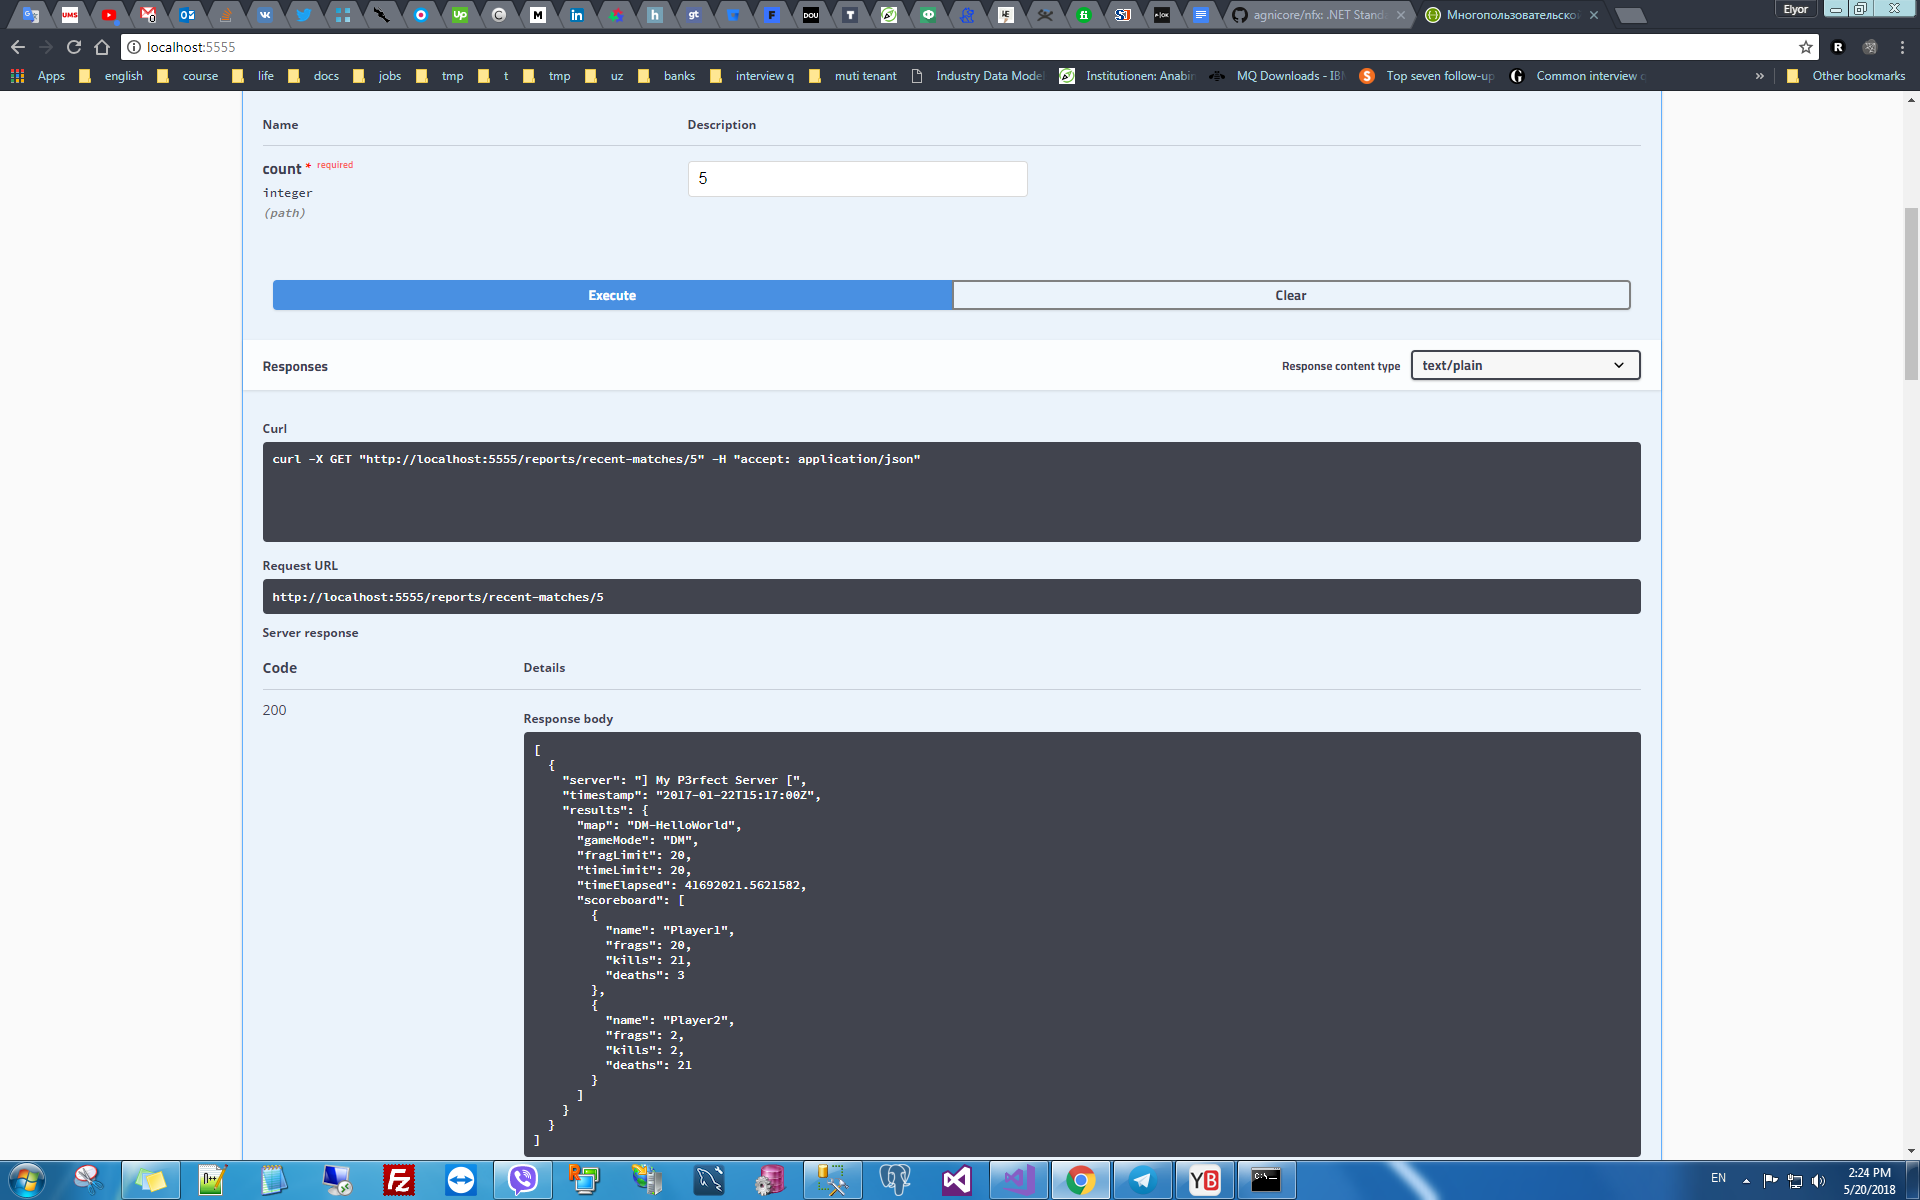 agnicore/nfx: .NET Stand
Многопользовательско
Elyor
localhost:5555
Apps english course life docs jobs tmp t tmp uz banks interview q muti tenant Industry Data Model Institutionen: Anabin MQ Downloads - IBM Top seven follow-up Common interview q » Other bookmarks
Name Description
count * required
integer
(path)
5
Execute Clear
Responses Response content type text/plain
Curl
curl -X GET "http://localhost:5555/reports/recent-matches/5" -H "accept: application/json"
Request URL
http://localhost:5555/reports/recent-matches/5
Server response
Code Details
200
Response body
[
{
"server": "] My P3rfect Server [",
"timestamp": "2017-01-22T15:17:00Z",
"results": {
"map": "DM-HelloWorld",
"gameMode": "DM",
"fragLimit": 20,
"timeLimit": 20,
"timeElapsed": 41692021.5621582,
"scoreboard": [
{
"name": "Player1",
"frags": 20,
"kills": 21,
"deaths": 3
},
{
"name": "Player2",
"frags": 2,
"kills": 2,
"deaths": 21
}
]
}
}
]
EN
2:24 PM
5/20/2018